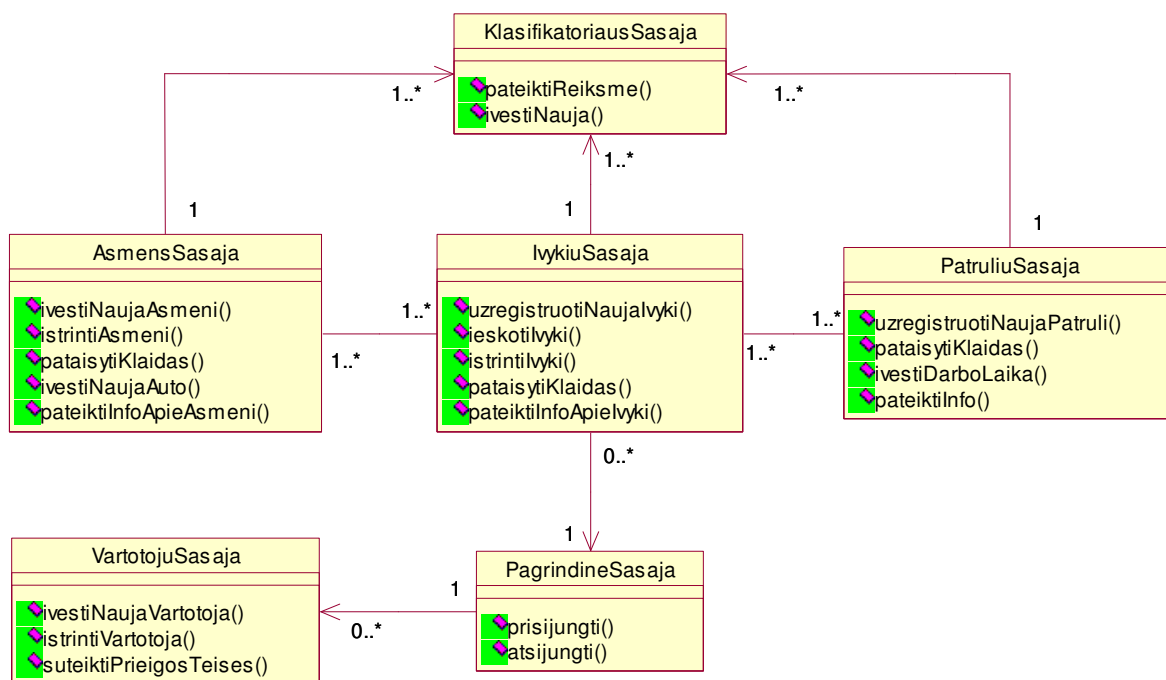 KlasifikatoriausSasaja
pateiktiReiksme()
ivestiNauja()
1..*
1..*
1..*
1
1
1
AsmensSasaja
ivestiNaujaAsmeni()
istrintiAsmeni()
pataisytiKlaidas()
ivestiNaujaAuto()
pateiktiInfoApieAsmeni()
1..*
1..*
IvykiuSasaja
uzregistruotiNaujaIvyki()
ieskotiIvyki()
istrintiIvyki()
pataisytiKlaidas()
pateiktiInfoApieIvyki()
1..*
1..*
PatruliuSasaja
uzregistruotiNaujaPatruli()
pataisytiKlaidas()
ivestiDarboLaika()
pateiktiInfo()
0..*
1
VartotojuSasaja
ivestiNaujaVartotoja()
istrintiVartotoja()
suteiktiPrieigosTeises()
0..*
1
PagrindineSasaja
prisijungti()
atsijungti()